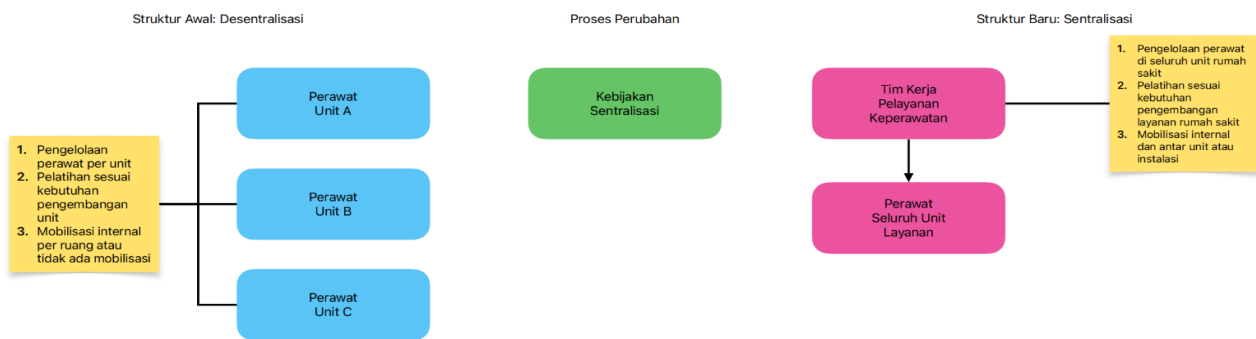 Struktur Awal: Desentralisasi
Proses Perubahan
Struktur Baru: Sentralisasi
1. Pengelolaan
perawat per unit
2. Pelatihan sesuai
kebutuhan
pengembangan
unit
3. Mobilisasi internal
per ruang atau
tidak ada mobilisasi
Perawat
Unit A
Perawat
Unit B
Perawat
Unit C
Kebijakan
Sentralisasi
Tim Kerja
Pelayanan
Keperawatan
Perawat
Seluruh Unit
Layanan
1. Pengelolaan perawat
di seluruh unit rumah
sakit
2. Pelatihan sesuai
kebutuhan
pengembangan
layanan rumah sakit
3. Mobilisasi internal
dan antar unit atau
instalasi